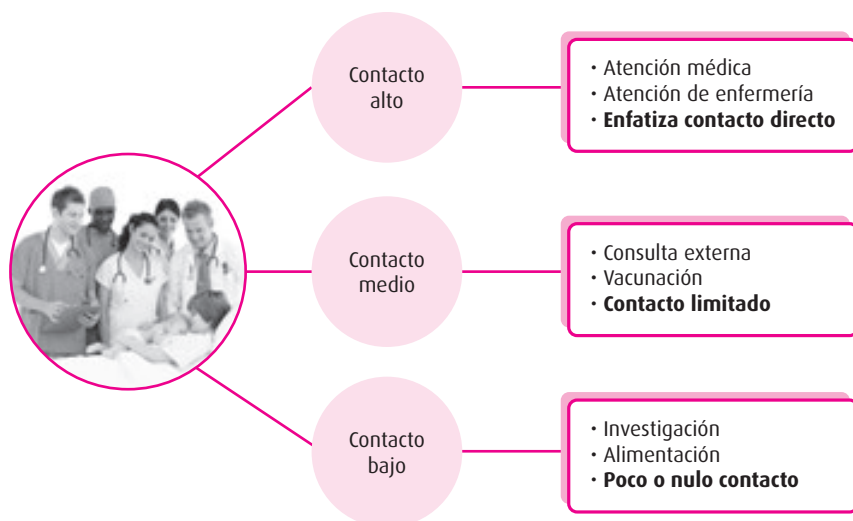 Contacto
alto
· Atención médica
· Atención de enfermería
· Enfatiza contacto directo
Contacto
medio
· Consulta externa
· Vacunación
· Contacto limitado
Contacto
bajo
· Investigación
· Alimentación
· Poco o nulo contacto